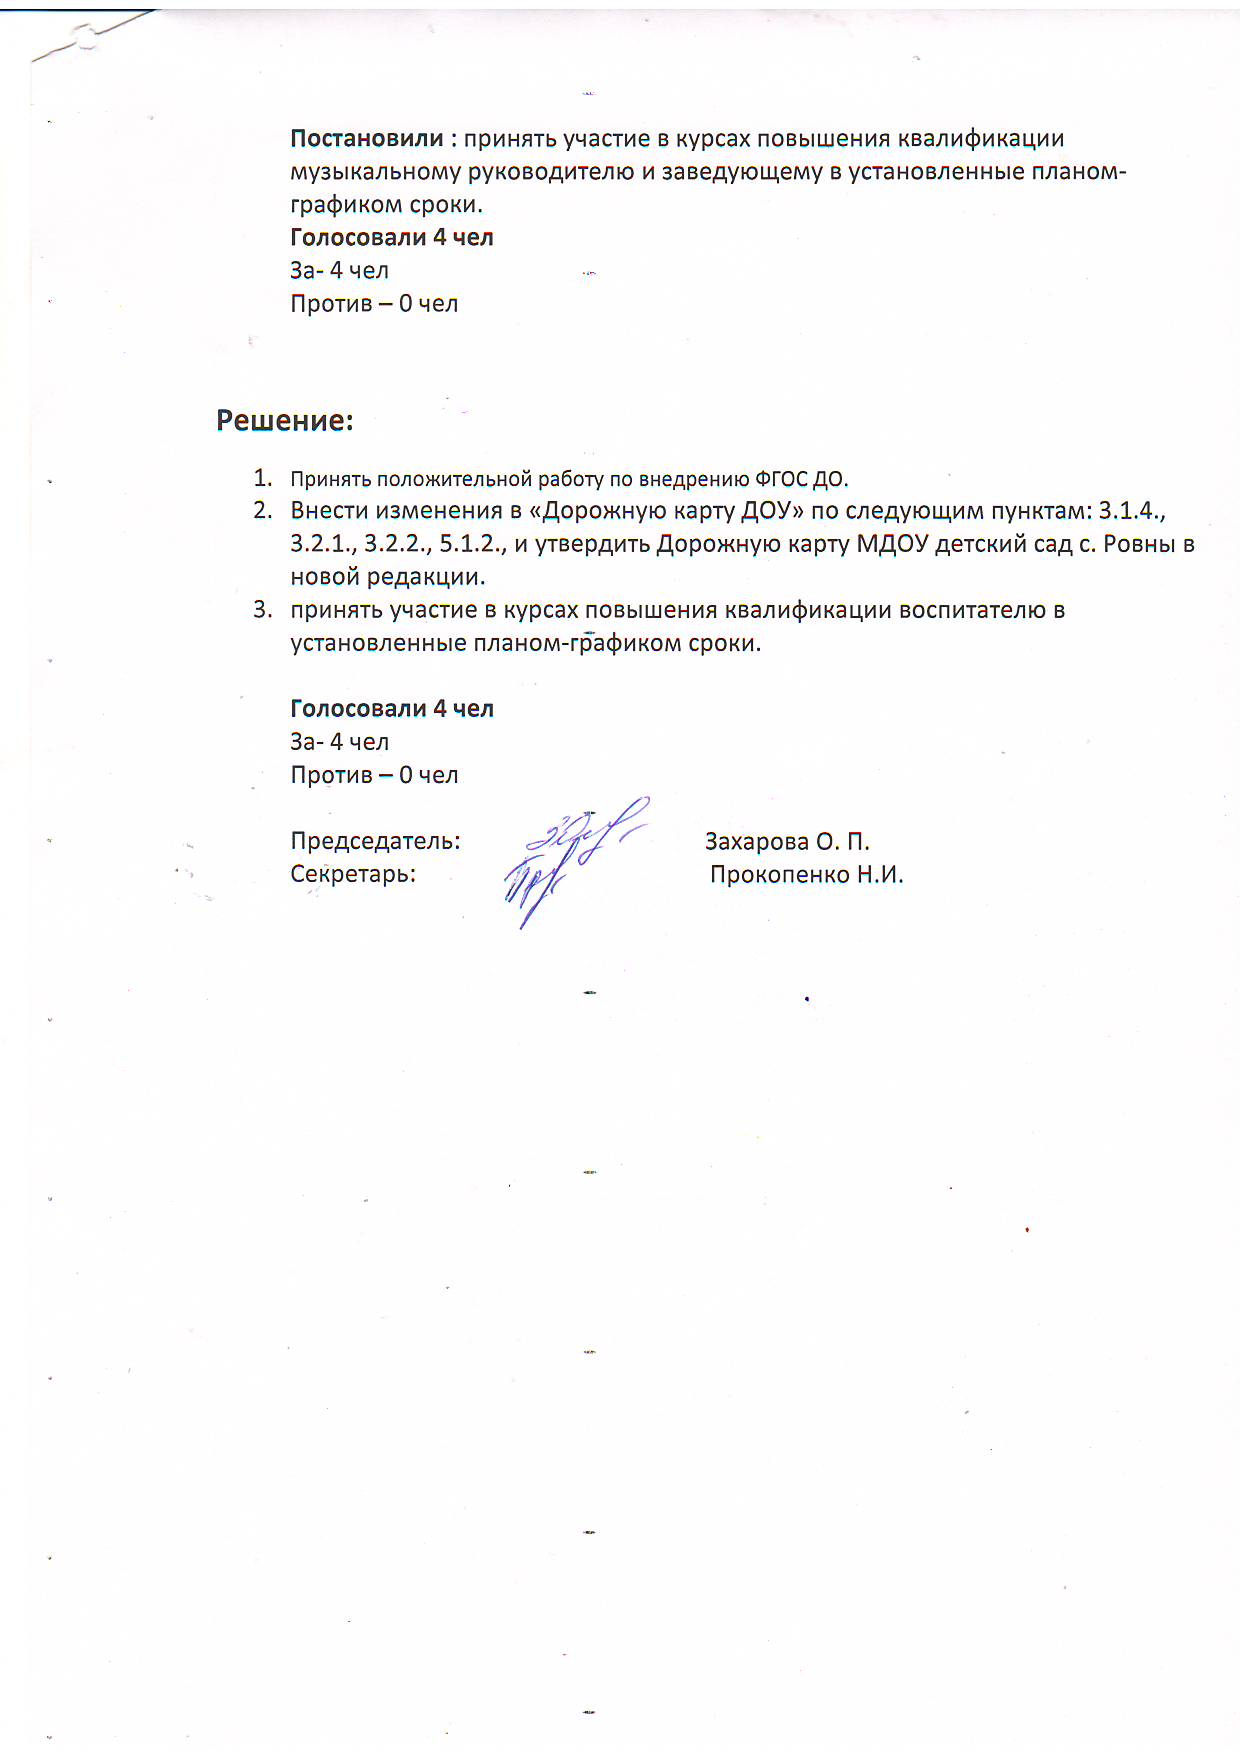 Постановили : принять участие в курсах повышения квалификации
музыкальному руководителю и заведующему в установленные планом-
графиком сроки.
Голосовали 4 чел
За- 4 чел
Против – 0 чел
Решение:
1. Принять положительной работу по внедрению ФГОС ДО.
2. Внести изменения в «Дорожную карту ДОУ» по следующим пунктам: 3.1.4.,
3.2.1., 3.2.2., 5.1.2., и утвердить Дорожную карту МДОУ детский сад с. Ровны в
новой редакции.
3. принять участие в курсах повышения квалификации воспитателю в
установленные планом-графиком сроки.
Голосовали 4 чел
За- 4 чел
Против – 0 чел
Председатель: Захарова О. П.
Секретарь: Прокопенко Н.И.